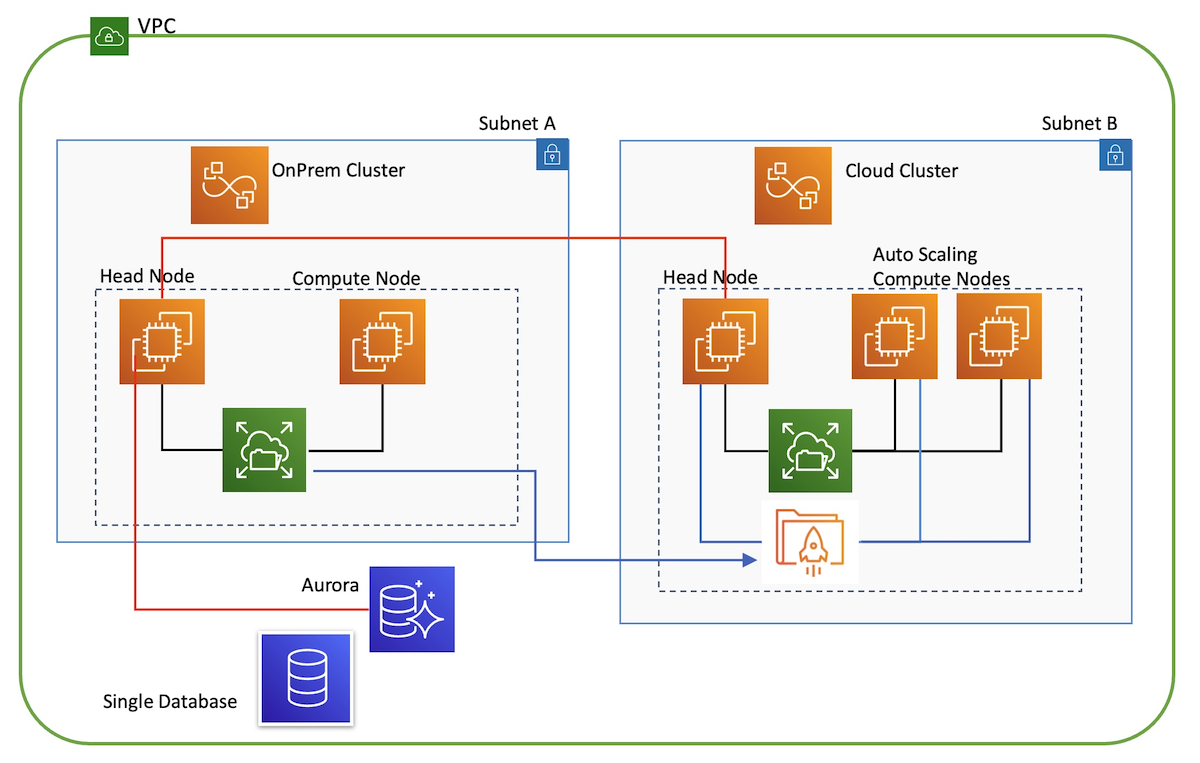 VPC
Subnet A
Subnet B
OnPrem Cluster
Cloud Cluster
Head Node
Compute Node
Head Node
Auto Scaling
Compute Nodes
Aurora
Single Database